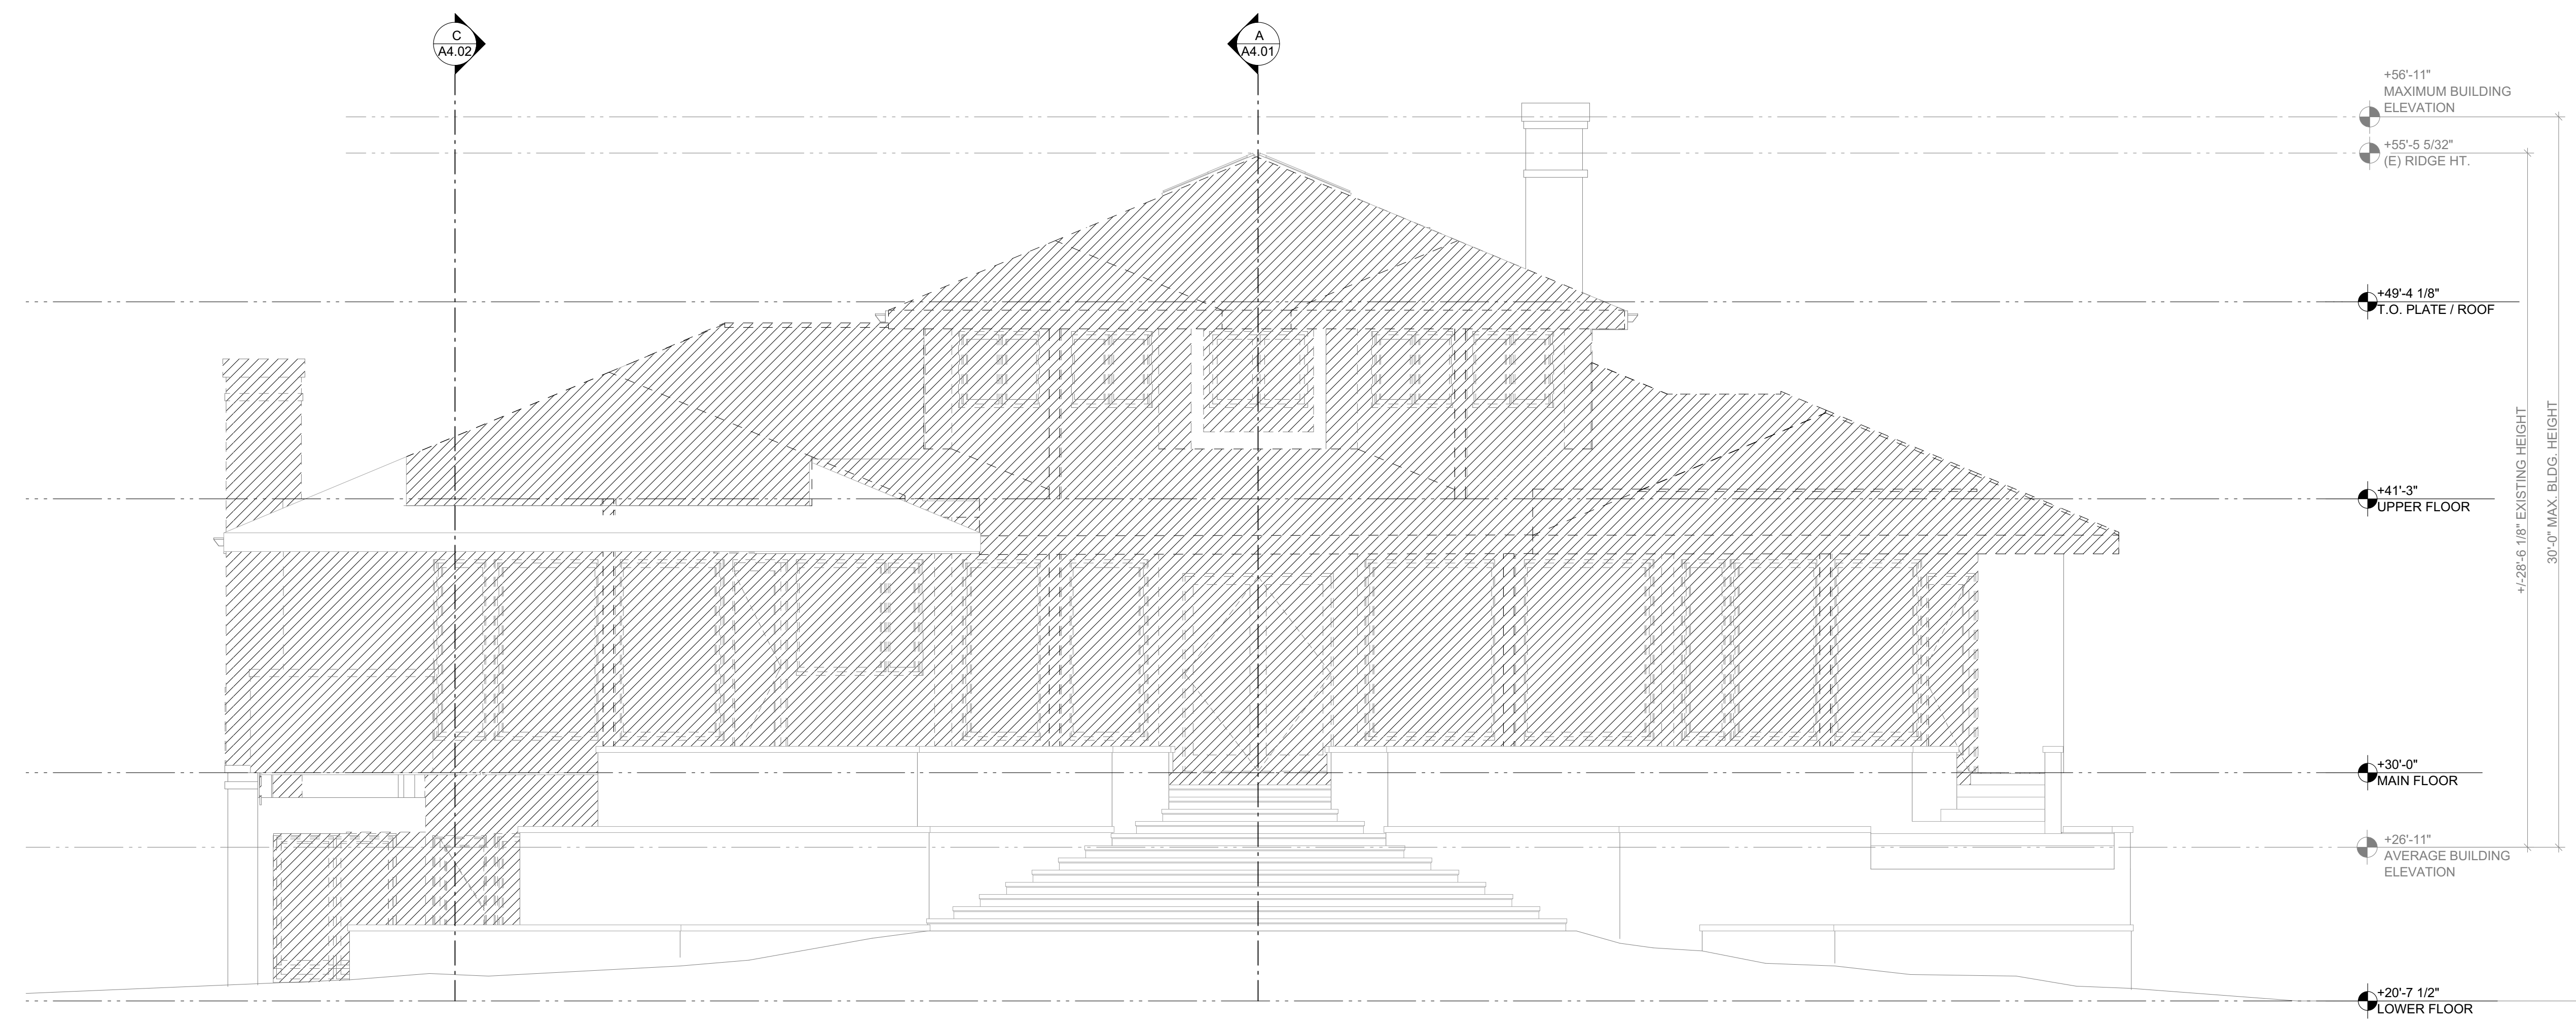 C
A4.02
A
A4.01
+56'-11"
MAXIMUM BUILDING
ELEVATION
+55'-5 5/32"
(E) RIDGE HT.
+49'-4 1/8"
T.O. PLATE / ROOF
+41'-3"
UPPER FLOOR
+/-28'-6 1/8" EXISTING HEIGHT
30'-0" MAX. BLDG. HEIGHT
+30'-0"
MAIN FLOOR
+26'-11"
AVERAGE BUILDING
ELEVATION
+20'-7 1/2"
LOWER FLOOR